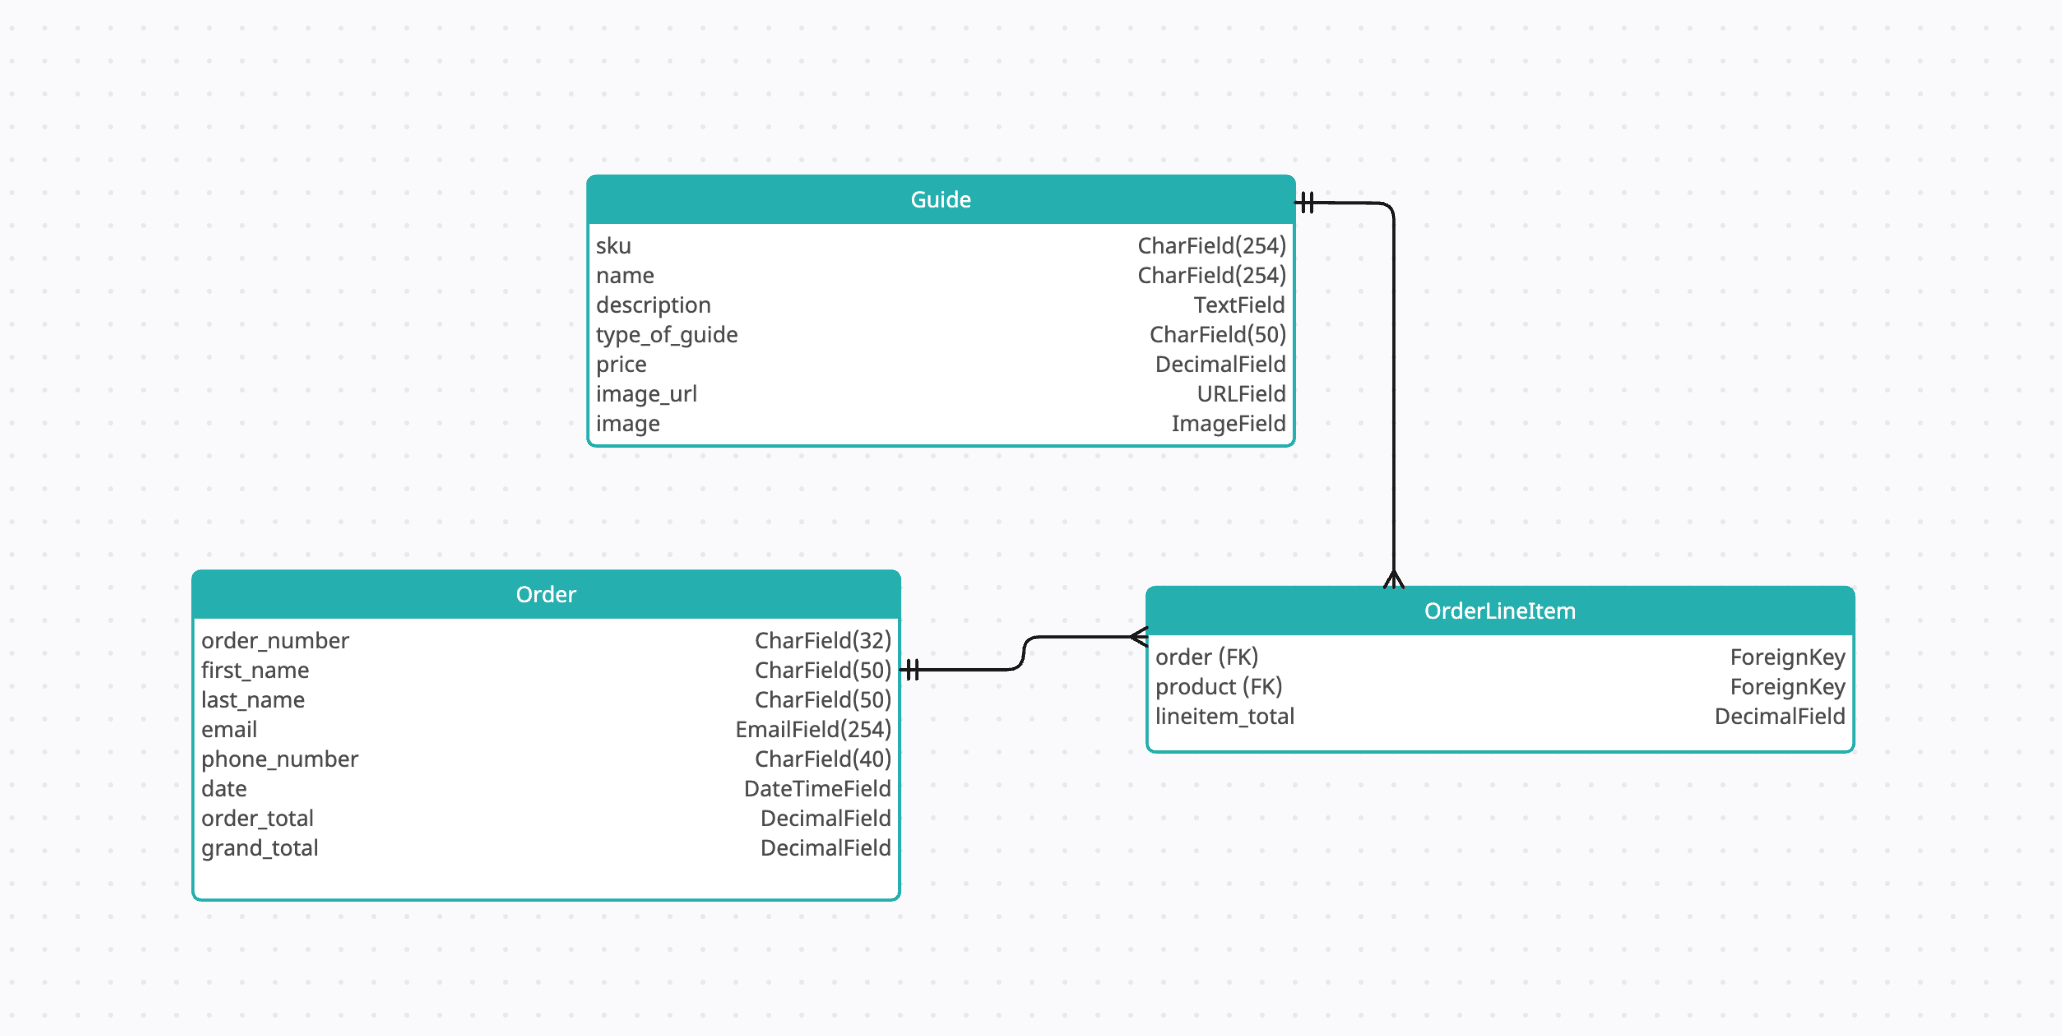 Guide
sku CharField(254)
name CharField(254)
description TextField
type_of_guide CharField(50)
price DecimalField
image_url URLField
image ImageField
Order
order_number CharField(32)
first_name CharField(50)
last_name CharField(50)
email EmailField(254)
phone_number CharField(40)
date DateTimeField
order_total DecimalField
grand_total DecimalField
OrderLineItem
order (FK) ForeignKey
product (FK) ForeignKey
lineitem_total DecimalField